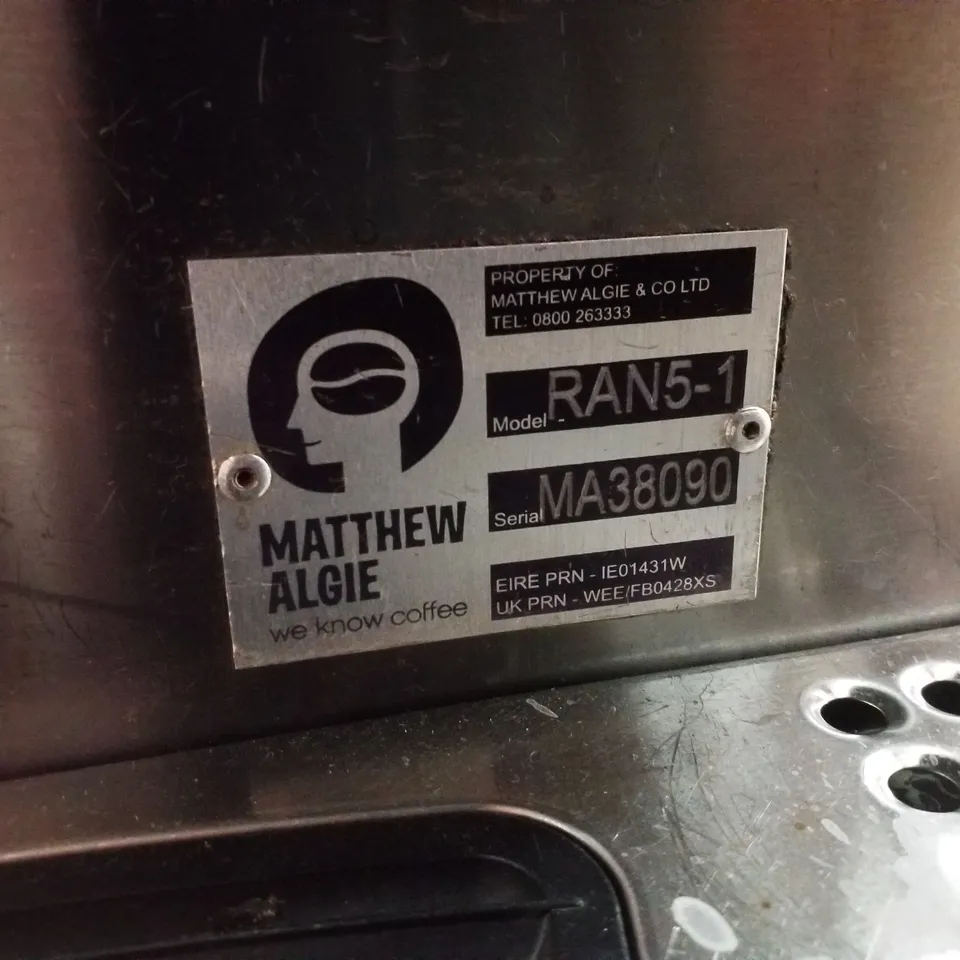 MATTHEW
ALGIE
we know coffee
PROPERTY OF:
MATTHEW ALGIE & CO LTD
TEL: 0800 263333
Model - RAN5-1
Serial MA38090
EIRE PRN - IE01431W
UK PRN - WEE/FB0428XS